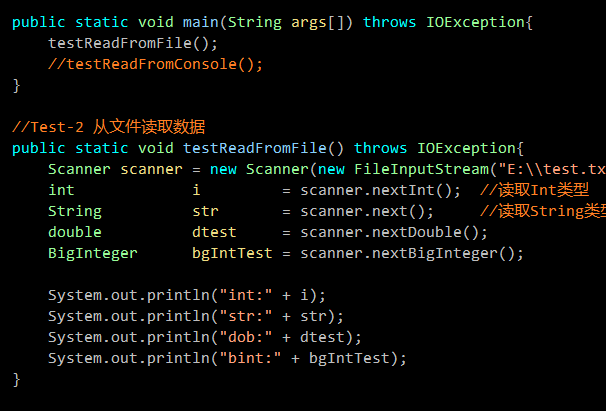 public static void main(String args[]) throws IOException{
    testReadFromFile();
    //testReadFromConsole();
}

//Test-2 从文件读取数据
public static void testReadFromFile() throws IOException{
    Scanner scanner = new Scanner(new FileInputStream("E:\\test.tx
    int             i         = scanner.nextInt();  //读取Int类型
    String          str       = scanner.next();     //读取String类型
    double          dtest     = scanner.nextDouble();
    BigInteger      bgIntTest = scanner.nextBigInteger();

    System.out.println("int:" + i);
    System.out.println("str:" + str);
    System.out.println("dob:" + dtest);
    System.out.println("bint:" + bgIntTest);
}